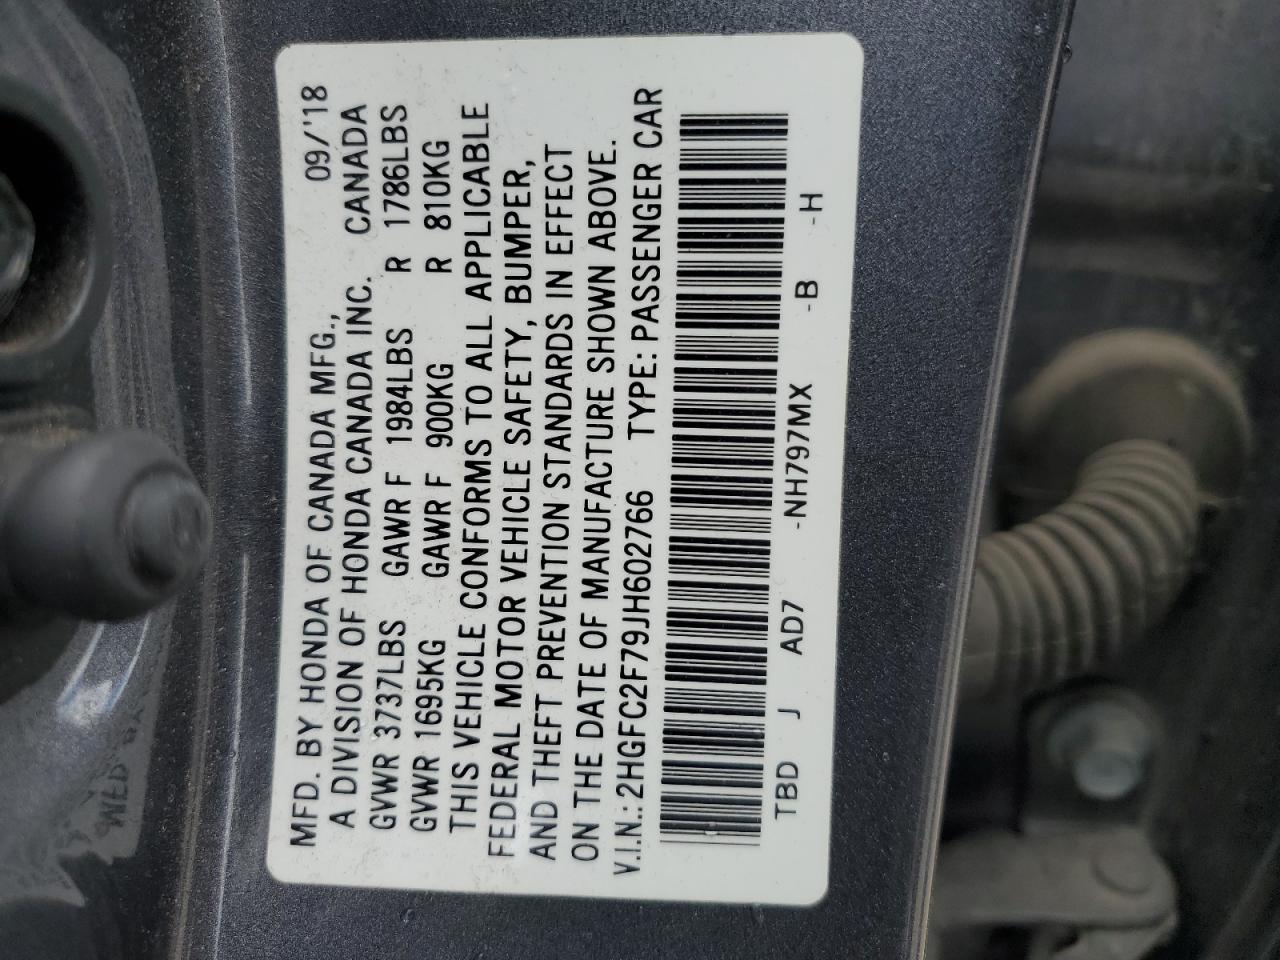 MFD. BY HONDA OF CANADA MFG., 09/'18
A DIVISION OF HONDA CANADA INC. CANADA
GVWR 3737LBS GAWR F 1984LBS R 1786LBS
GVWR 1695KG GAWR F 900KG R 810KG
THIS VEHICLE CONFORMS TO ALL APPLICABLE
FEDERAL MOTOR VEHICLE SAFETY, BUMPER,
AND THEFT PREVENTION STANDARDS IN EFFECT
ON THE DATE OF MANUFACTURE SHOWN ABOVE.
V.I.N.: 2HGFC2F79JH602766 TYPE: PASSENGER CAR
TBD J AD7 -NH797MX -B -H